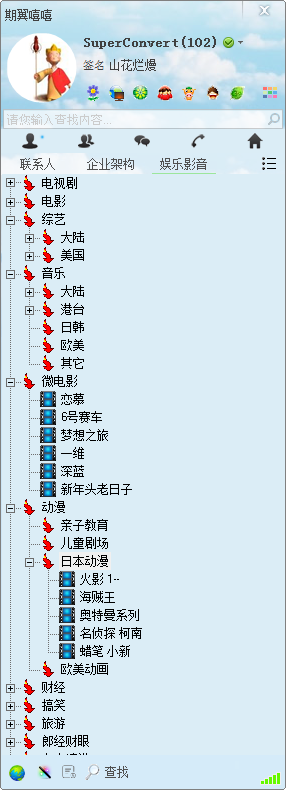 期翼嘻嘻
SuperConvert(102)
签名 山花烂熳
请您输入查找内容...
联系人 企业架构 娱乐影音
电视剧
电影
综艺
大陆
美国
音乐
大陆
港台
日韩
欧美
其它
微电影
恋慕
6号赛车
梦想之旅
一维
深蓝
新年头老日子
动漫
亲子教育
儿童剧场
日本动漫
火影 1--
海贼王
奥特曼系列
名侦探 柯南
蜡笔 小新
欧美动画
财经
搞笑
旅游
郎经财眼
查找